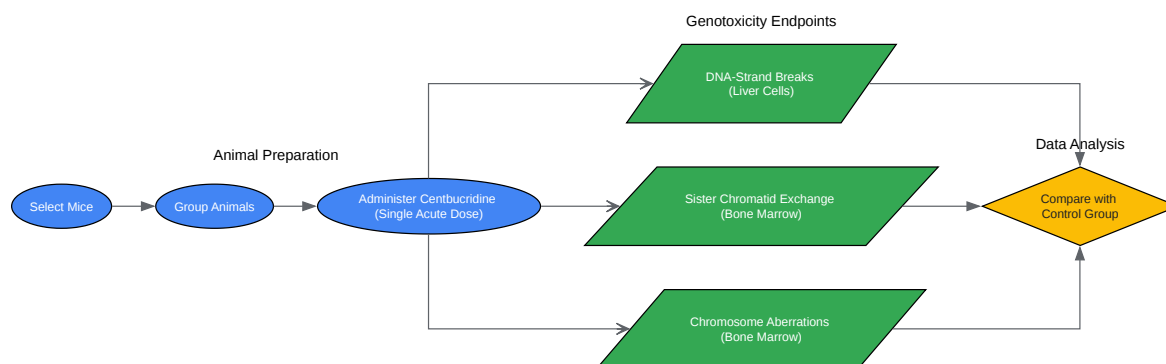 Genotoxicity Endpoints
DNA-Strand Breaks
(Liver Cells)
Animal Preparation
Data Analysis
Select Mice
Group Animals
Administer Centbucridine
(Single Acute Dose)
Sister Chromatid Exchange
(Bone Marrow)
Compare with
Control Group
Chromosome Aberrations
(Bone Marrow)